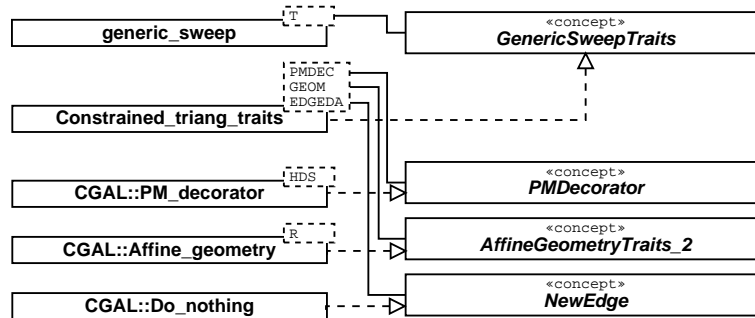 T
generic_sweep
«concept»
GenericSweepTraits
PMDEC
GEOM
EDGEDA
Constrained_triang_traits
HDS
CGAL::PM_decorator
«concept»
PMDecorator
R
CGAL::Affine_geometry
«concept»
AffineGeometryTraits_2
CGAL::Do_nothing
«concept»
NewEdge